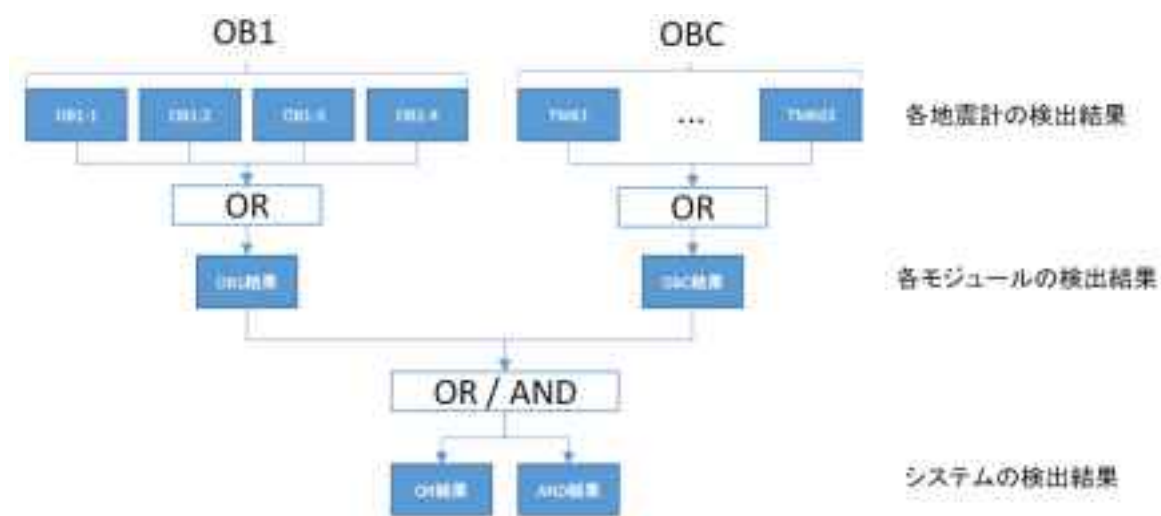 OB1
OBC
OB1-1
OB1-2
OB1-3
OB1-4
...
各地震計の検出結果
OR
OR
OB1結果
OBC結果
各モジュールの検出結果
OR / AND
OR結果
AND結果
システムの検出結果